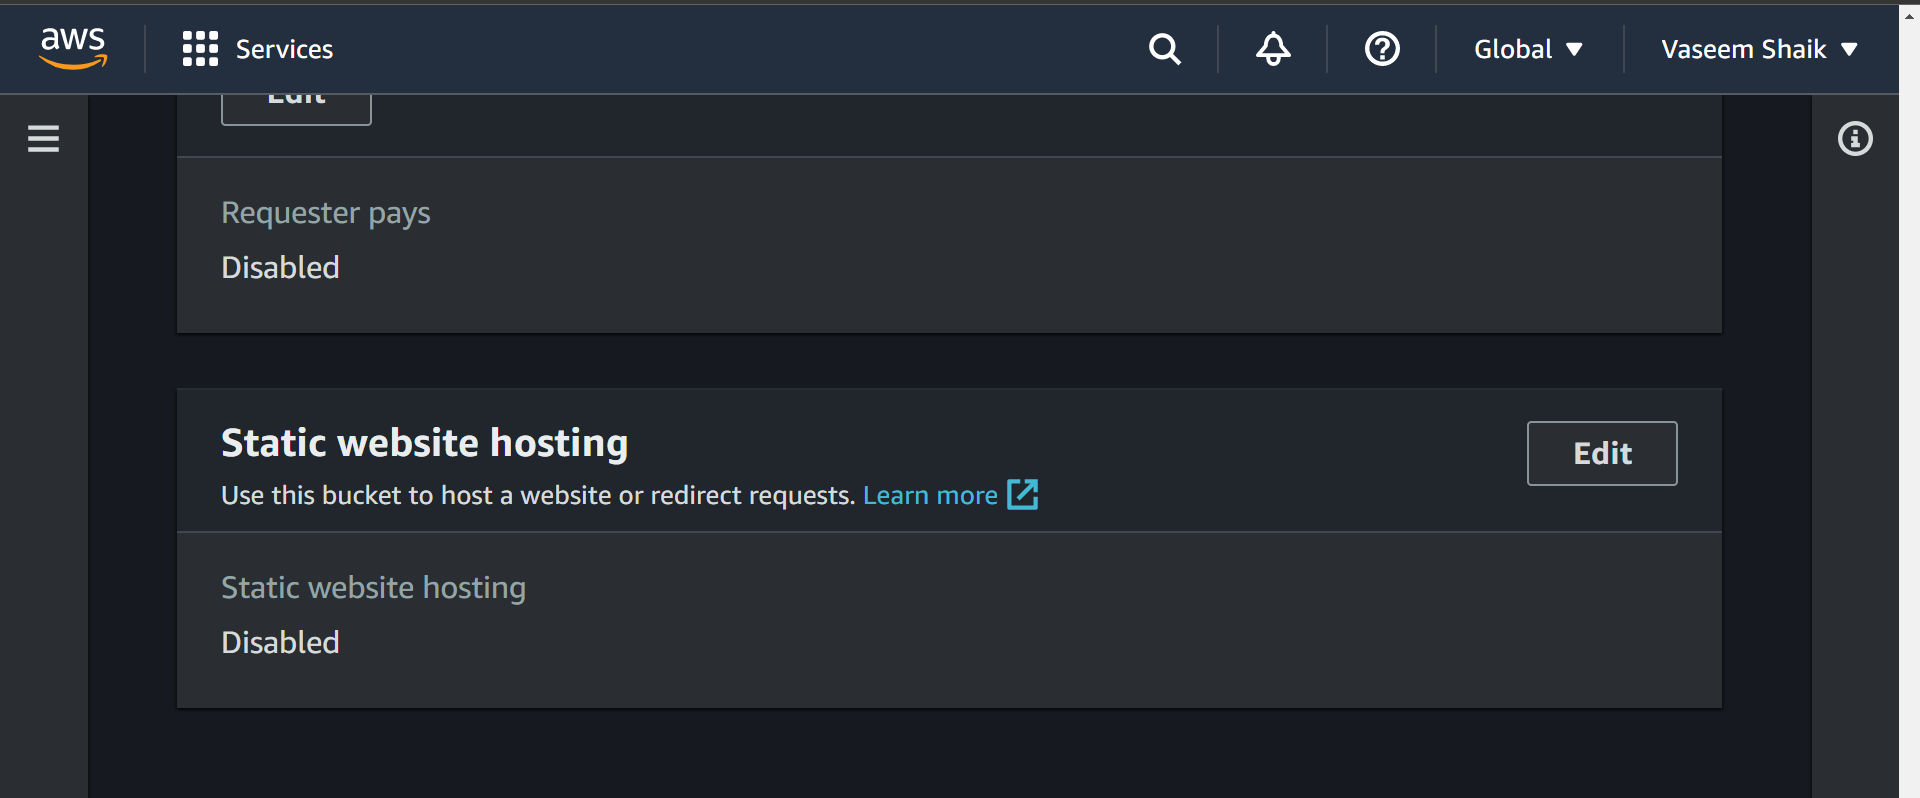 aws
Services
Global
Vaseem Shaik
Edit
Requester pays
Disabled
Static website hosting
Edit
Use this bucket to host a website or redirect requests. Learn more
Static website hosting
Disabled